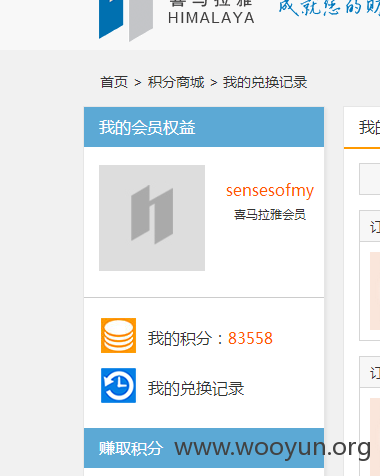 喜马拉雅
HIMALAYA
成就您的财
首页 > 积分商城 > 我的兑换记录
我的会员权益
我的
sensesofmy
喜马拉雅会员
订
我的积分：83558
我的兑换记录
订
赚取积分
www.wooyun.org